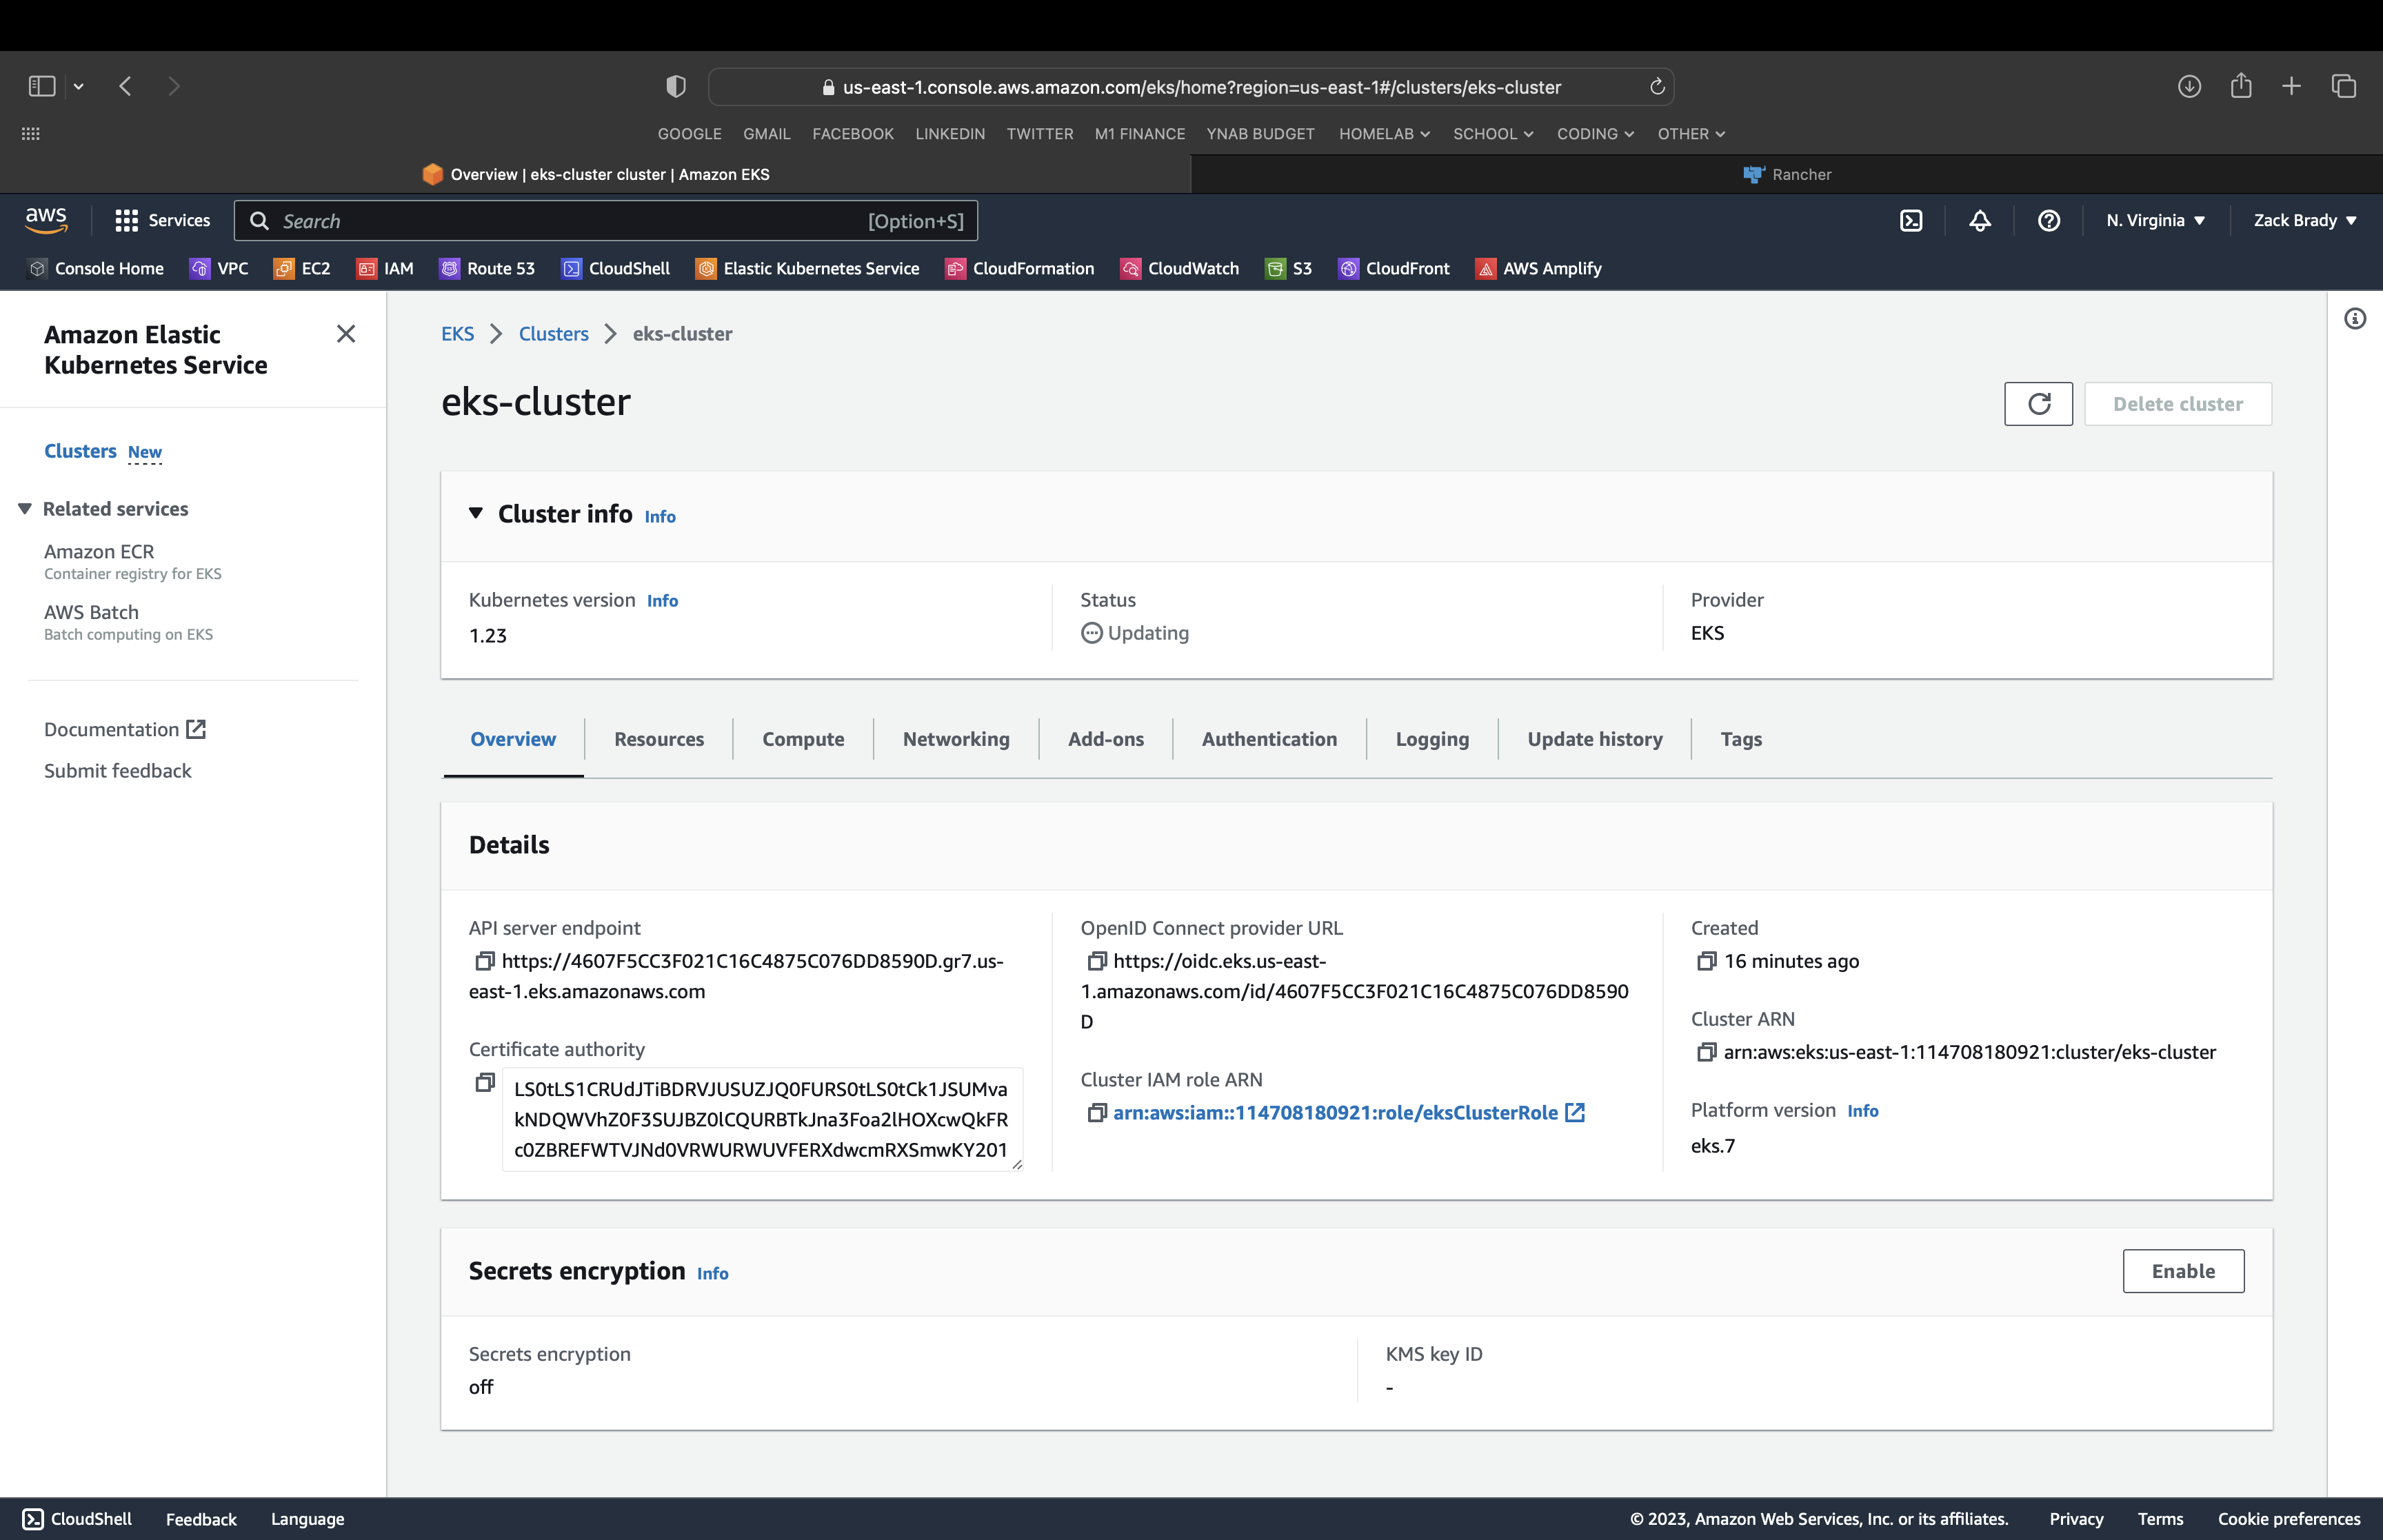 us-east-1.console.aws.amazon.com/eks/home?region=us-east-1#/clusters/eks-cluster
GOOGLE GMAIL FACEBOOK LINKEDIN TWITTER M1 FINANCE YNAB BUDGET HOMELAB SCHOOL CODING OTHER
Overview | eks-cluster cluster | Amazon EKS
Rancher
aws Services Search [Option+S] N. Virginia Zack Brady
Console Home VPC EC2 IAM Route 53 CloudShell Elastic Kubernetes Service CloudFormation CloudWatch S3 CloudFront AWS Amplify
Amazon Elastic
Kubernetes Service
Clusters New
Related services
Amazon ECR
Container registry for EKS
AWS Batch
Batch computing on EKS
Documentation
Submit feedback
EKS Clusters eks-cluster
eks-cluster
Delete cluster
Cluster info Info
Kubernetes version Info
1.23
Status
Updating
Provider
EKS
Overview Resources Compute Networking Add-ons Authentication Logging Update history Tags
Details
API server endpoint
https://4607F5CC3F021C16C4875C076DD8590D.gr7.us-
east-1.eks.amazonaws.com
Certificate authority
LS0tLS1CRUdJTiBDRVJUSUZJQ0FURS0tLS0tCk1JSUMva
kNDQWVhZ0F3SUJBZ0lCQURBTkJna3Foa2lHOXcwQkFR
c0ZBREFWTVJNd0VRWURWUVFERXdwcmRXSmwKY201
OpenID Connect provider URL
https://oidc.eks.us-east-
1.amazonaws.com/id/4607F5CC3F021C16C4875C076DD8590
D
Cluster IAM role ARN
arn:aws:iam::114708180921:role/eksClusterRole
Created
16 minutes ago
Cluster ARN
arn:aws:eks:us-east-1:114708180921:cluster/eks-cluster
Platform version Info
eks.7
Secrets encryption Info
Enable
Secrets encryption
off
KMS key ID
-
CloudShell Feedback Language © 2023, Amazon Web Services, Inc. or its affiliates. Privacy Terms Cookie preferences